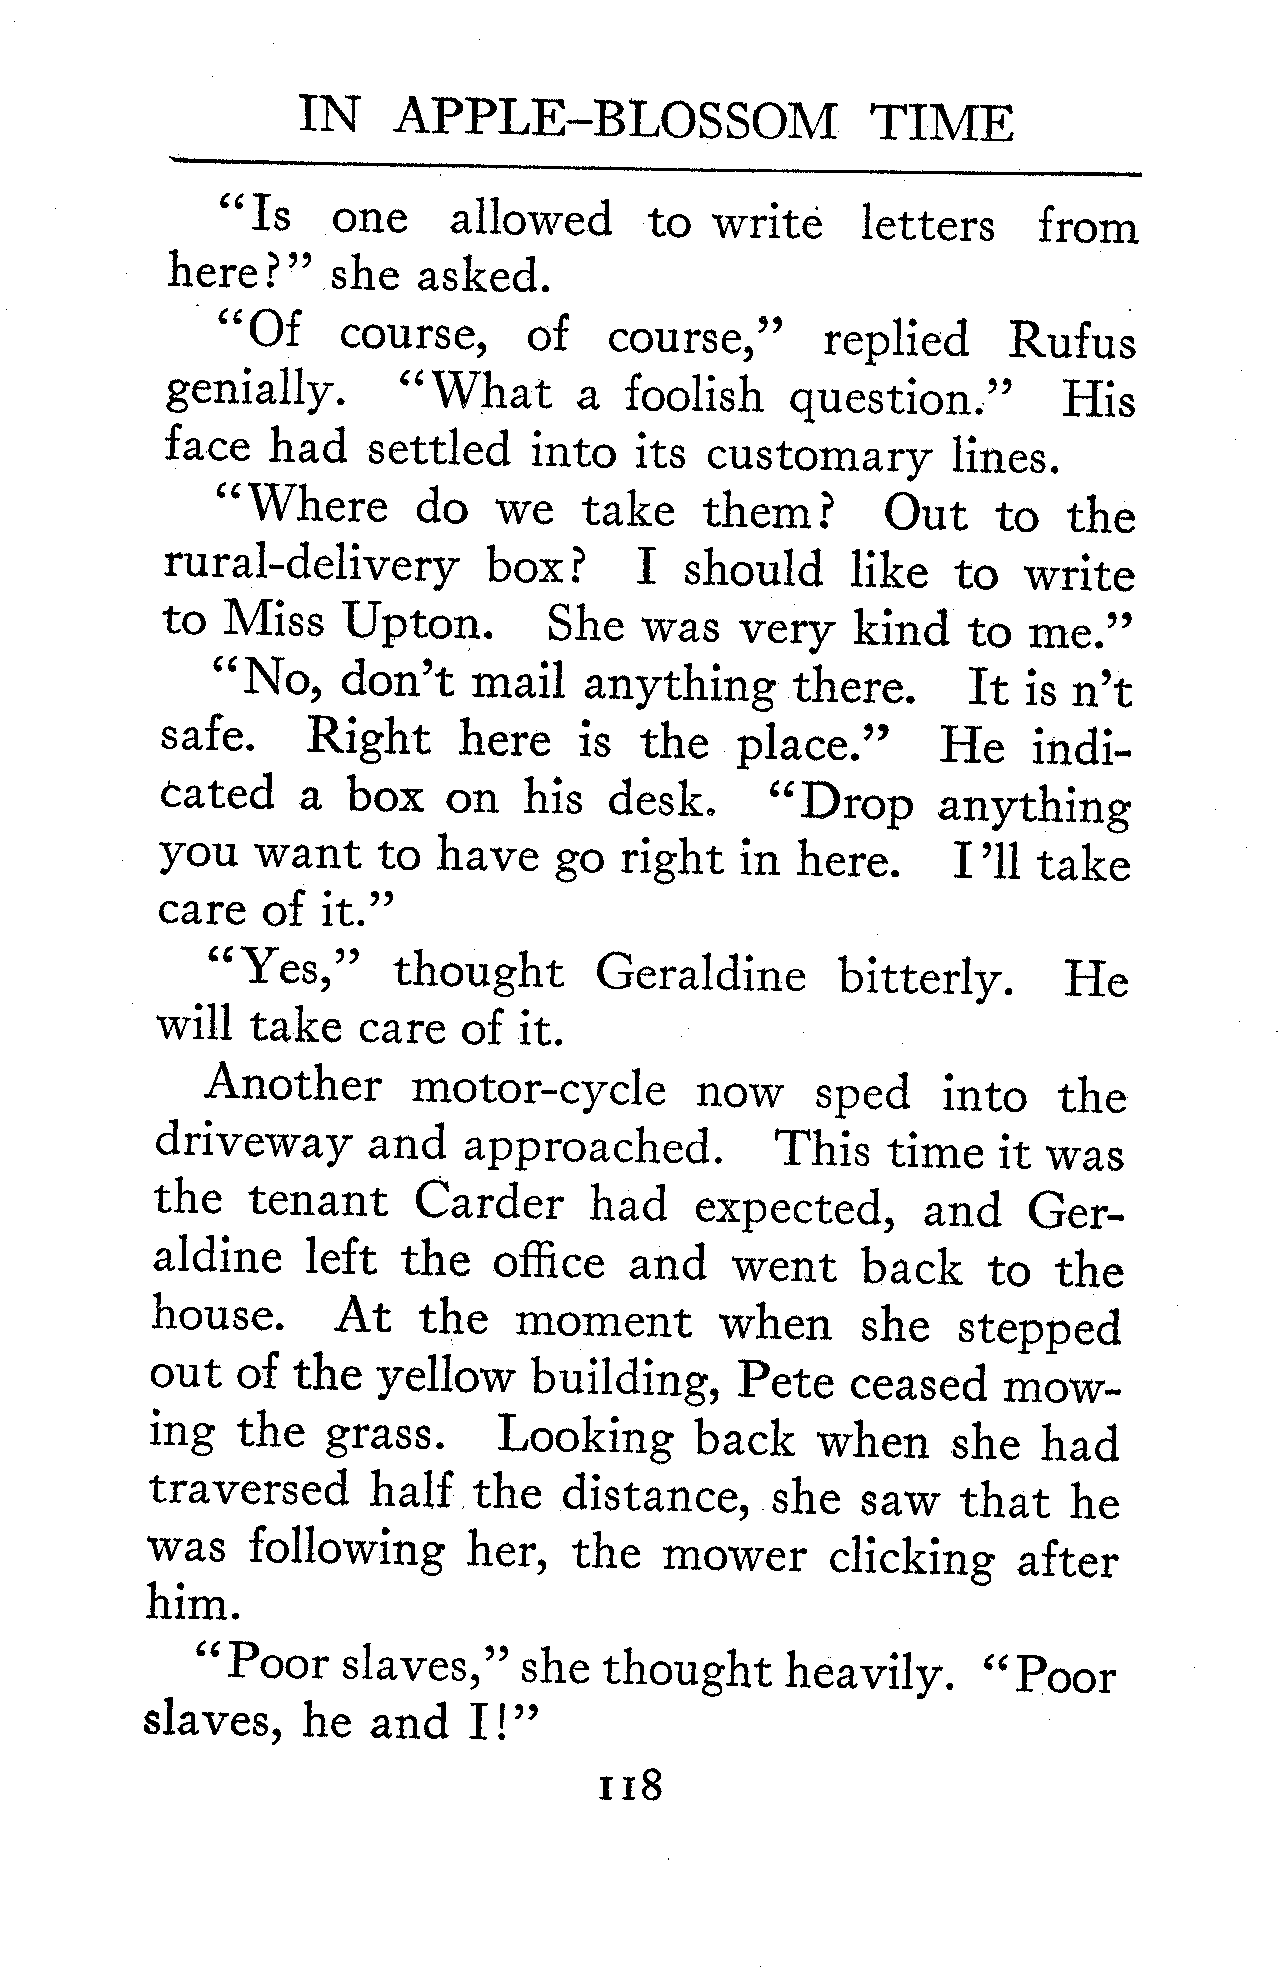 IN APPLE-BLOSSOM TIME
“Is one allowed to write letters from
here?” she asked.
“Of course, of course,” replied Rufus
genially. “What a foolish question.” His
face had settled into its customary lines.
“Where do we take them? Out to the
rural-delivery box? I should like to write
to Miss Upton. She was very kind to me.”
“No, don’t mail anything there. It is n’t
safe. Right here is the place.” He indi-
cated a box on his desk. “Drop anything
you want to have go right in here. I ’ll take
care of it.”
“Yes,” thought Geraldine bitterly. He
will take care of it.
Another motor-cycle now sped into the
driveway and approached. This time it was
the tenant Carder had expected, and Ger-
aldine left the office and went back to the
house. At the moment when she stepped
out of the yellow building, Pete ceased mow-
ing the grass. Looking back when she had
traversed half the distance, she saw that he
was following her, the mower clicking after
him.
“Poor slaves,” she thought heavily. “Poor
slaves, he and I!”
118